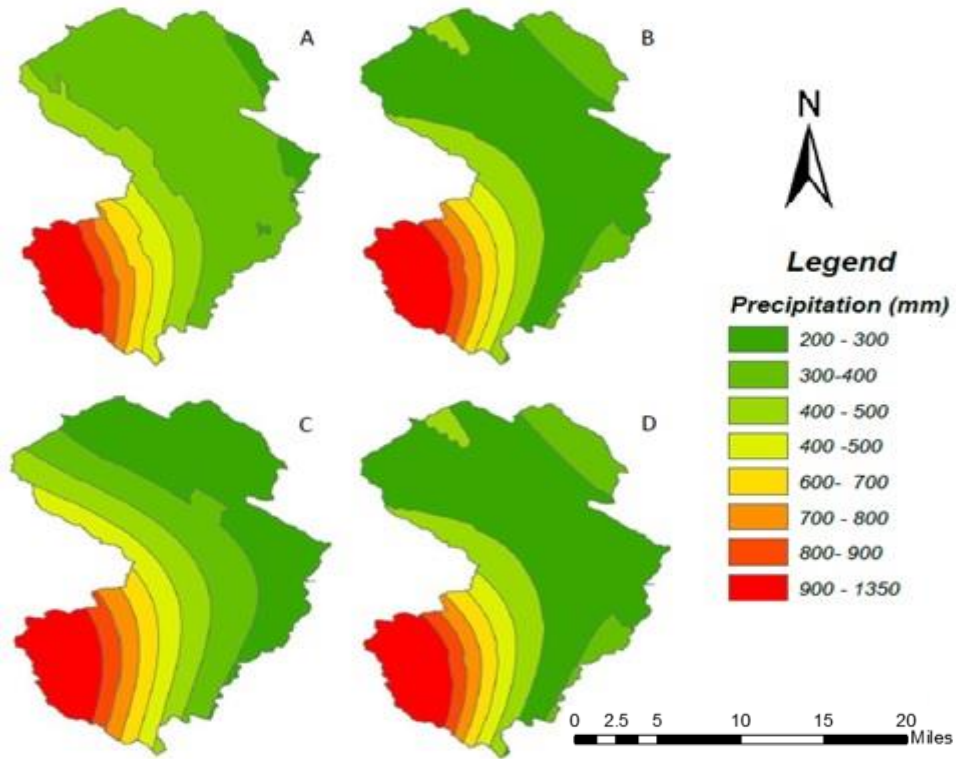 A
B
N
Legend
Precipitation (mm)
200 - 300
300-400
400 - 500
400 -500
600- 700
700 - 800
800- 900
900 - 1350
C
D
0 2.5 5 10 15 20
Miles